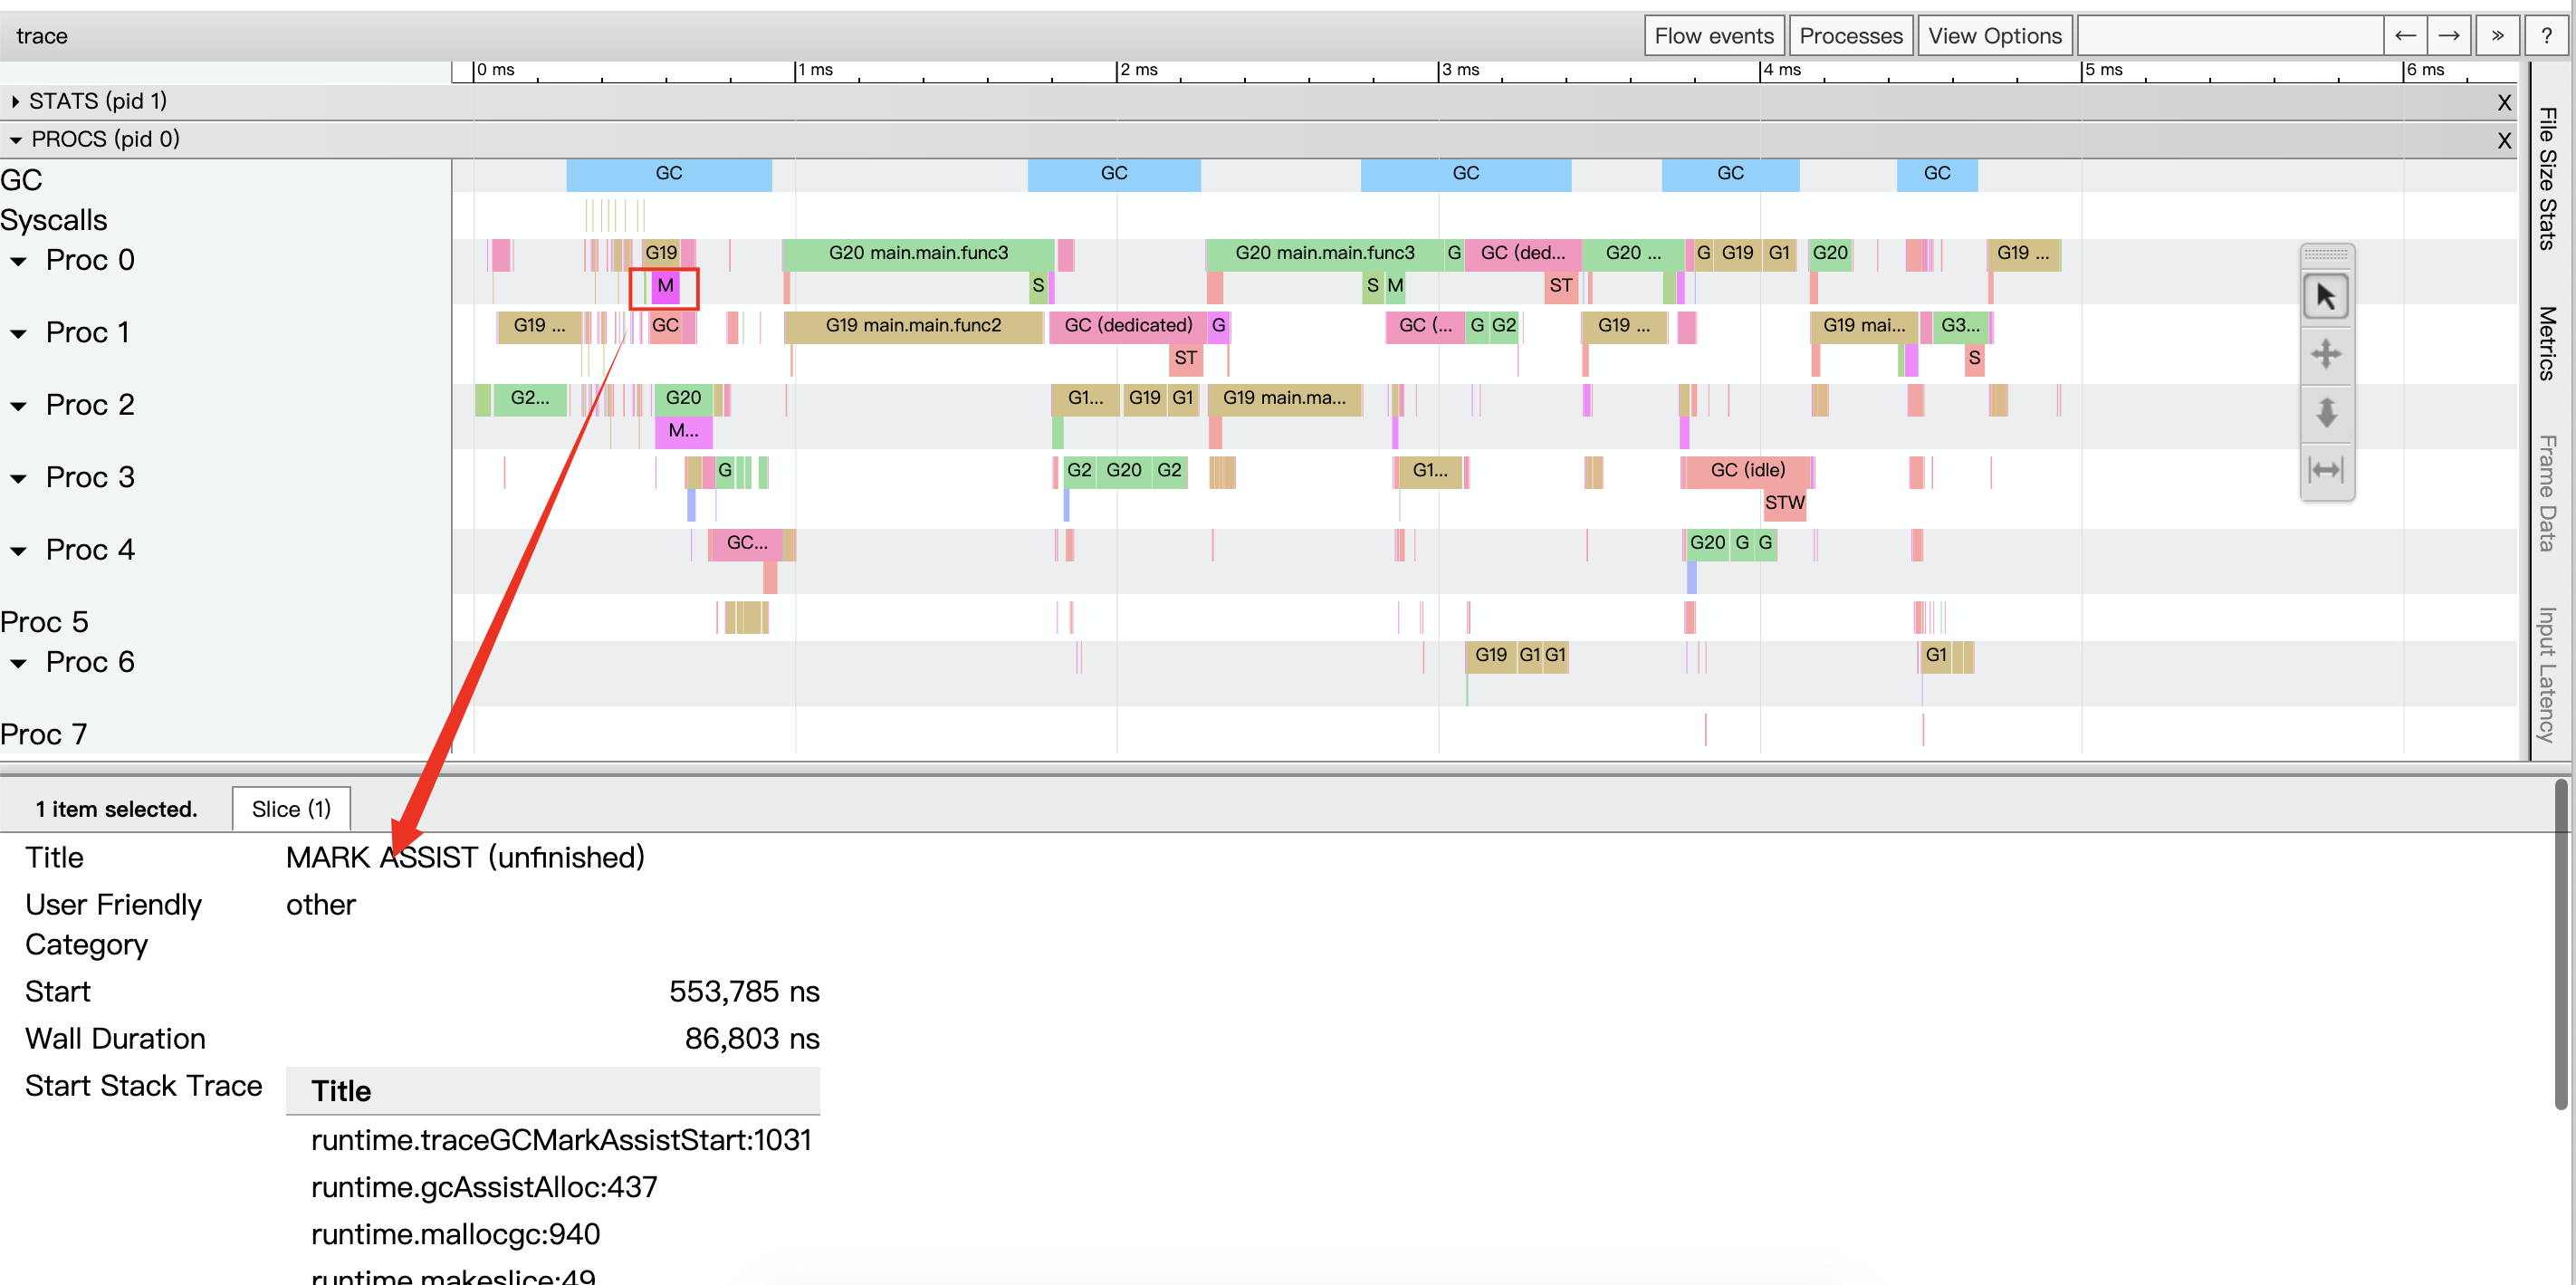 trace
Flow events Processes View Options ← → » ?
0 ms 1 ms 2 ms 3 ms 4 ms 5 ms 6 ms
STATS (pid 1) X
PROCS (pid 0) X
GC GC GC GC GC GC
Syscalls
Proc 0 G19 G20 main.main.func3 G20 main.main.func3 G GC (ded... G20 ... G G19 G1 G20 G19 ...
M S S M ST
Proc 1 G19 ... GC G19 main.main.func2 GC (dedicated) G GC (... G G2 G19 ... G19 mai... G3...
ST S
Proc 2 G2... G20 G1... G19 G1 G19 main.ma...
M...
Proc 3 G G2 G20 G2 G1... GC (idle)
STW
Proc 4 GC... G20 G G
Proc 5
Proc 6 G19 G1 G1 G1
Proc 7
File Size Stats
Metrics
Frame Data
Input Latency
1 item selected. Slice (1)
Title MARK ASSIST (unfinished)
User Friendly other
Category
Start 553,785 ns
Wall Duration 86,803 ns
Start Stack Trace Title
runtime.traceGCMarkAssistStart:1031
runtime.gcAssistAlloc:437
runtime.mallocgc:940
runtime.makeslice:49